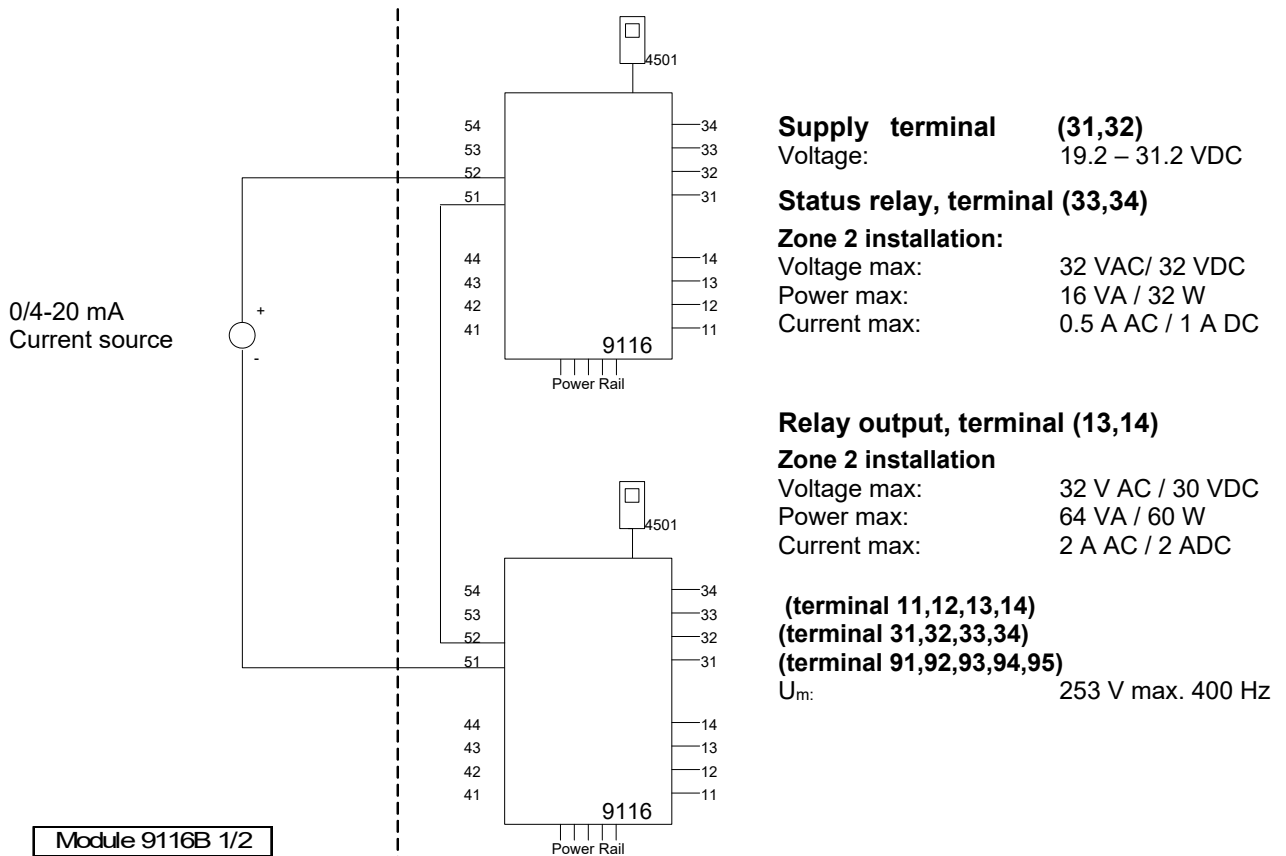 4501
54
53
52
51
44
43
42
41
34
33
32
31
14
13
12
11
9116
Power Rail
0/4-20 mA
Current source
+
-
4501
54
53
52
51
44
43
42
41
34
33
32
31
14
13
12
11
9116
Power Rail
Module 9116B 1/2
Supply terminal (31,32)
Voltage: 19.2 – 31.2 VDC
Status relay, terminal (33,34)
Zone 2 installation:
Voltage max: 32 VAC/ 32 VDC
Power max: 16 VA / 32 W
Current max: 0.5 A AC / 1 A DC
Relay output, terminal (13,14)
Zone 2 installation
Voltage max: 32 V AC / 30 VDC
Power max: 64 VA / 60 W
Current max: 2 A AC / 2 ADC
(terminal 11,12,13,14)
(terminal 31,32,33,34)
(terminal 91,92,93,94,95)
Um: 253 V max. 400 Hz